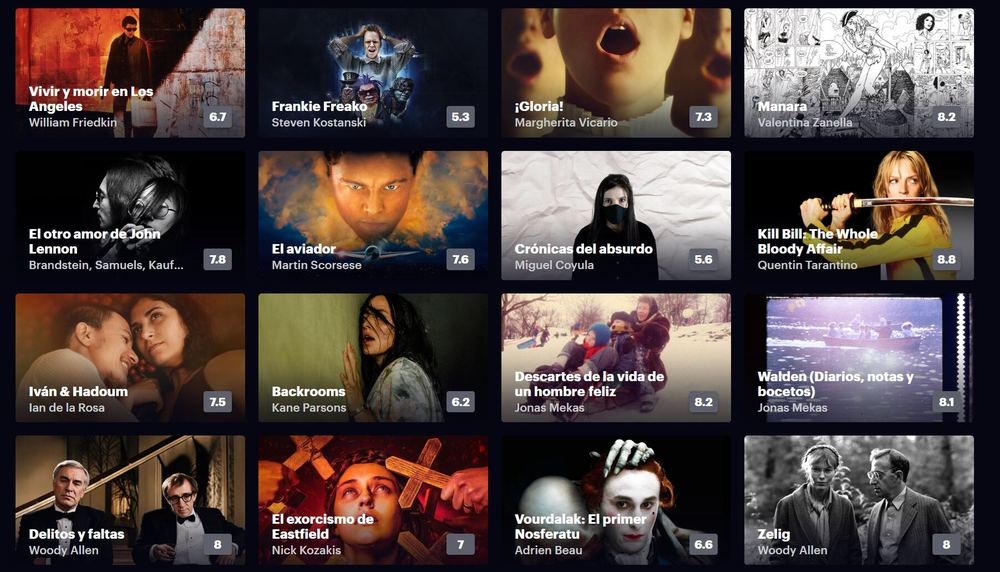 Vivir y morir en Los
Angeles
William Friedkin
6.7
Frankie Freako
Steven Kostanski
5.3
¡Gloria!
Margherita Vicario
7.3
Manara
Valentina Zanella
8.2
El otro amor de John
Lennon
Brandstein, Samuels, Kauf...
7.8
El aviador
Martin Scorsese
7.6
Crónicas del absurdo
Miguel Coyula
5.6
Kill Bill: The Whole
Bloody Affair
Quentin Tarantino
8.8
Iván & Hadoum
Ian de la Rosa
7.5
Backrooms
Kane Parsons
6.2
Descartes de la vida de
un hombre feliz
Jonas Mekas
8.2
Walden (Diarios, notas y
bocetos)
Jonas Mekas
8.1
Delitos y faltas
Woody Allen
8
El exorcismo de
Eastfield
Nick Kozakis
7
Vourdalak: El primer
Nosferatu
Adrien Beau
6.6
Zelig
Woody Allen
8